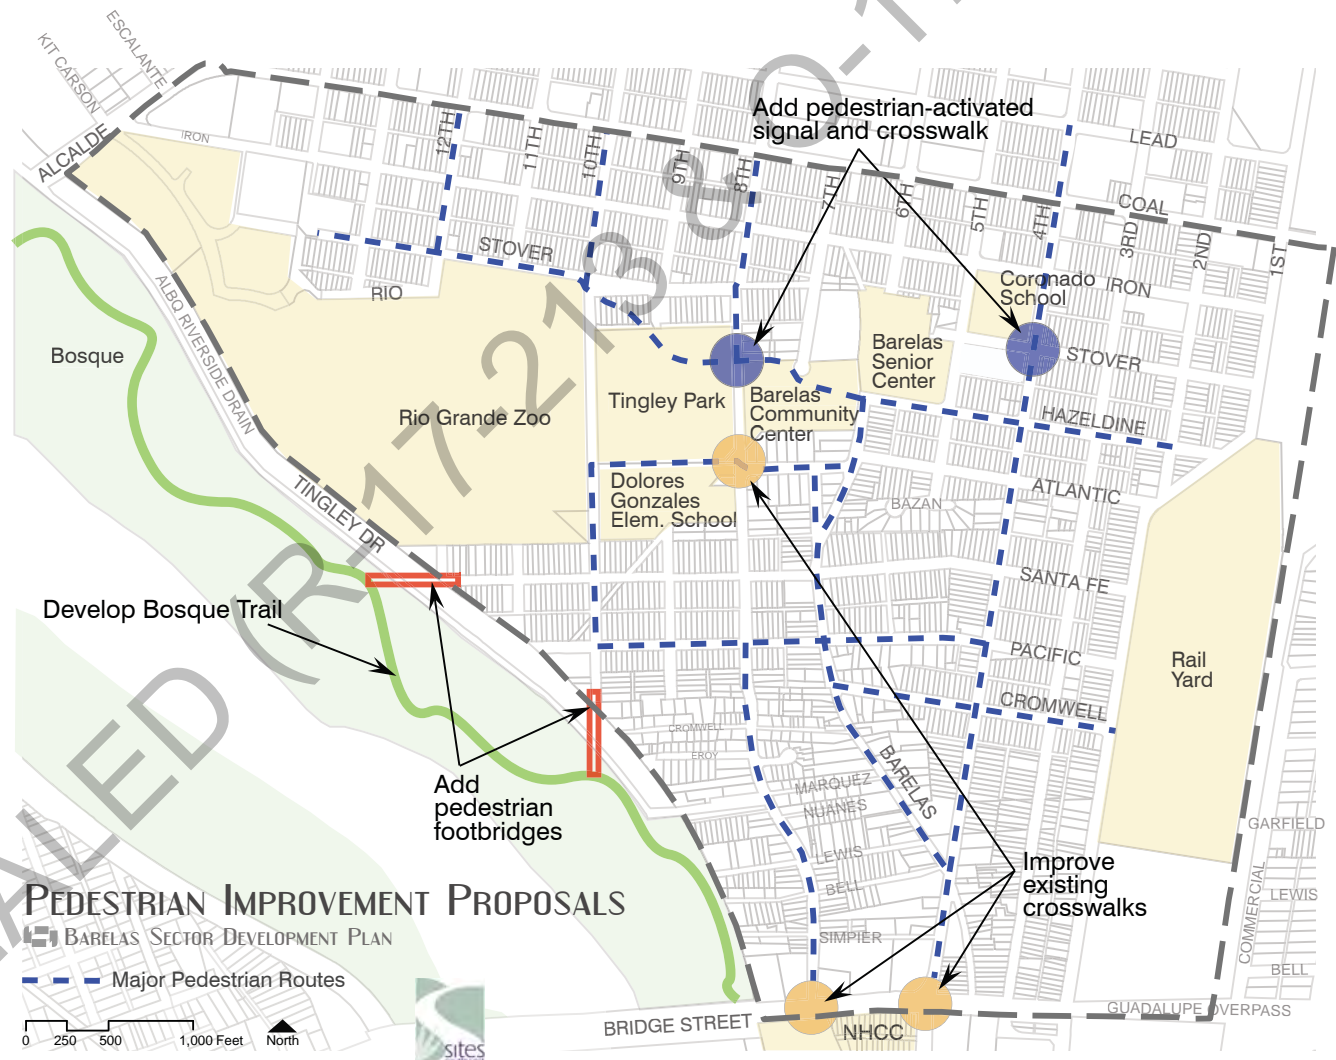 ESCALANTE
KIT CARSON
ALCALDE
IRON
12TH
11TH
10TH
9TH
8TH
7TH
6TH
5TH
4TH
3RD
2ND
1ST
Add pedestrian-activated
signal and crosswalk
LEAD
COAL
STOVER
RIO
Coronado
School
IRON
STOVER
Bosque
ALBQ RIVERSIDE DRAIN
Rio Grande Zoo
Tingley Park
Barelas
Senior
Center
Barelas
Community
Center
HAZELDINE
Dolores
Gonzales
Elem. School
ATLANTIC
BAZAN
TINGLEY DR
SANTA FE
Develop Bosque Trail
PACIFIC
Rail
Yard
CROMWELL
CROMWELL
EROY
BARELAS
MARQUEZ
NUANES
Add
pedestrian
footbridges
LEWIS
BELL
SIMPIER
Improve
existing
crosswalks
GARFIELD
LEWIS
COMMERCIAL
BELL
GUADALUPE OVERPASS
BRIDGE STREET
NHCC
PEDESTRIAN IMPROVEMENT PROPOSALS
BARELAS SECTOR DEVELOPMENT PLAN
Major Pedestrian Routes
0 250 500 1,000 Feet North
sites
ALED (R-17-213 & O-1